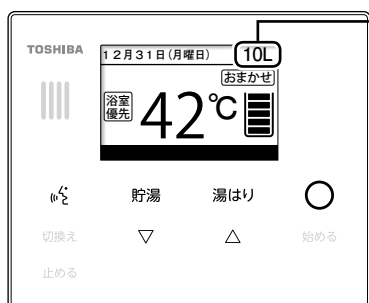 TOSHIBA
12月31日(月曜日) 10L
おまかせ
浴室
優先
42℃
貯湯 湯はり
切換え ▽ △ 始める
止める